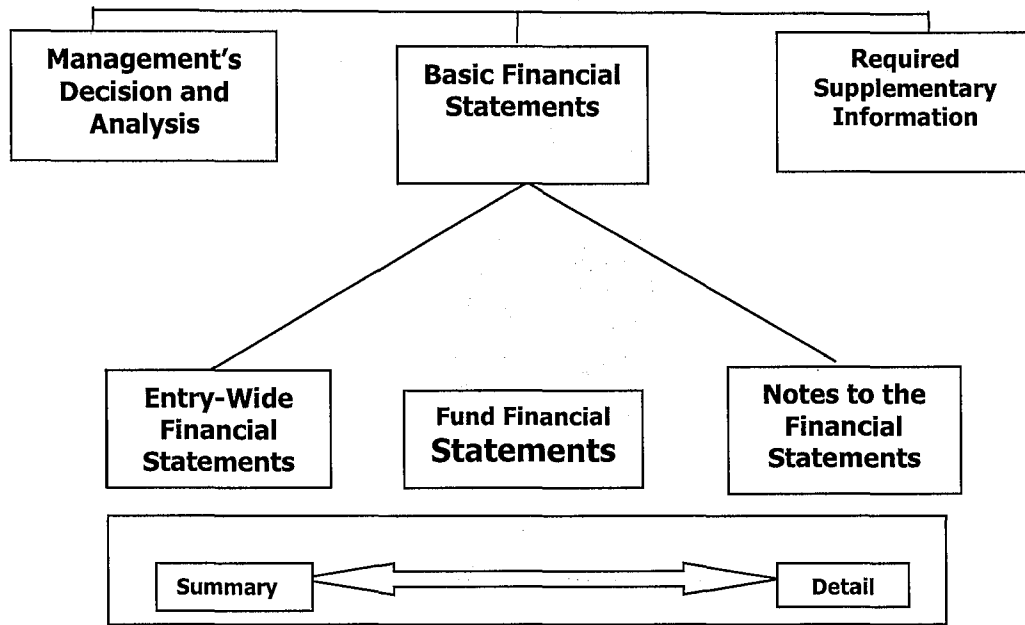 Management's
Decision and
Analysis
Basic Financial
Statements
Required
Supplementary
Information
Entry-Wide
Financial
Statements
Fund Financial
Statements
Notes to the
Financial
Statements
Summary
Detail